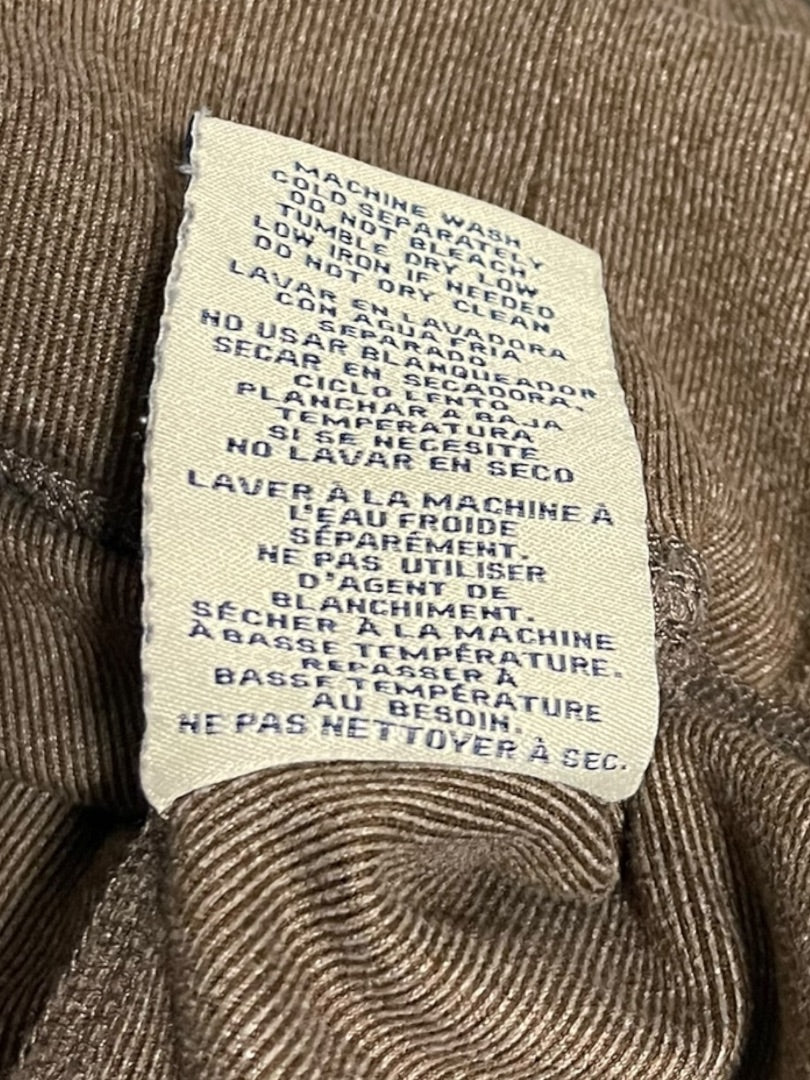 MACHINE WASH
COLD SEPARATELY
DO NOT BLEACH
TUMBLE DRY LOW
LOW IRON IF NEEDED
DO NOT DRY CLEAN
LAVAR EN LAVADORA
CON AGUA FRIA
SEPARADO
NO USAR BLANQUEADOR
SECAR EN SECADORA.
CICLO LENTO
PLANCHAR A BAJA
TEMPERATURA
SI SE NECESITE
NO LAVAR EN SECO
LAVER À LA MACHINE À
L'EAU FROIDE
SÉPARÉMENT.
NE PAS UTILISER
D'AGENT DE
BLANCHIMENT.
SÉCHER À LA MACHINE
À BASSE TEMPÉRATURE.
REPASSER À
BASSE TEMPÉRATURE
AU BESOIN.
NE PAS NETTOYER À SEC.